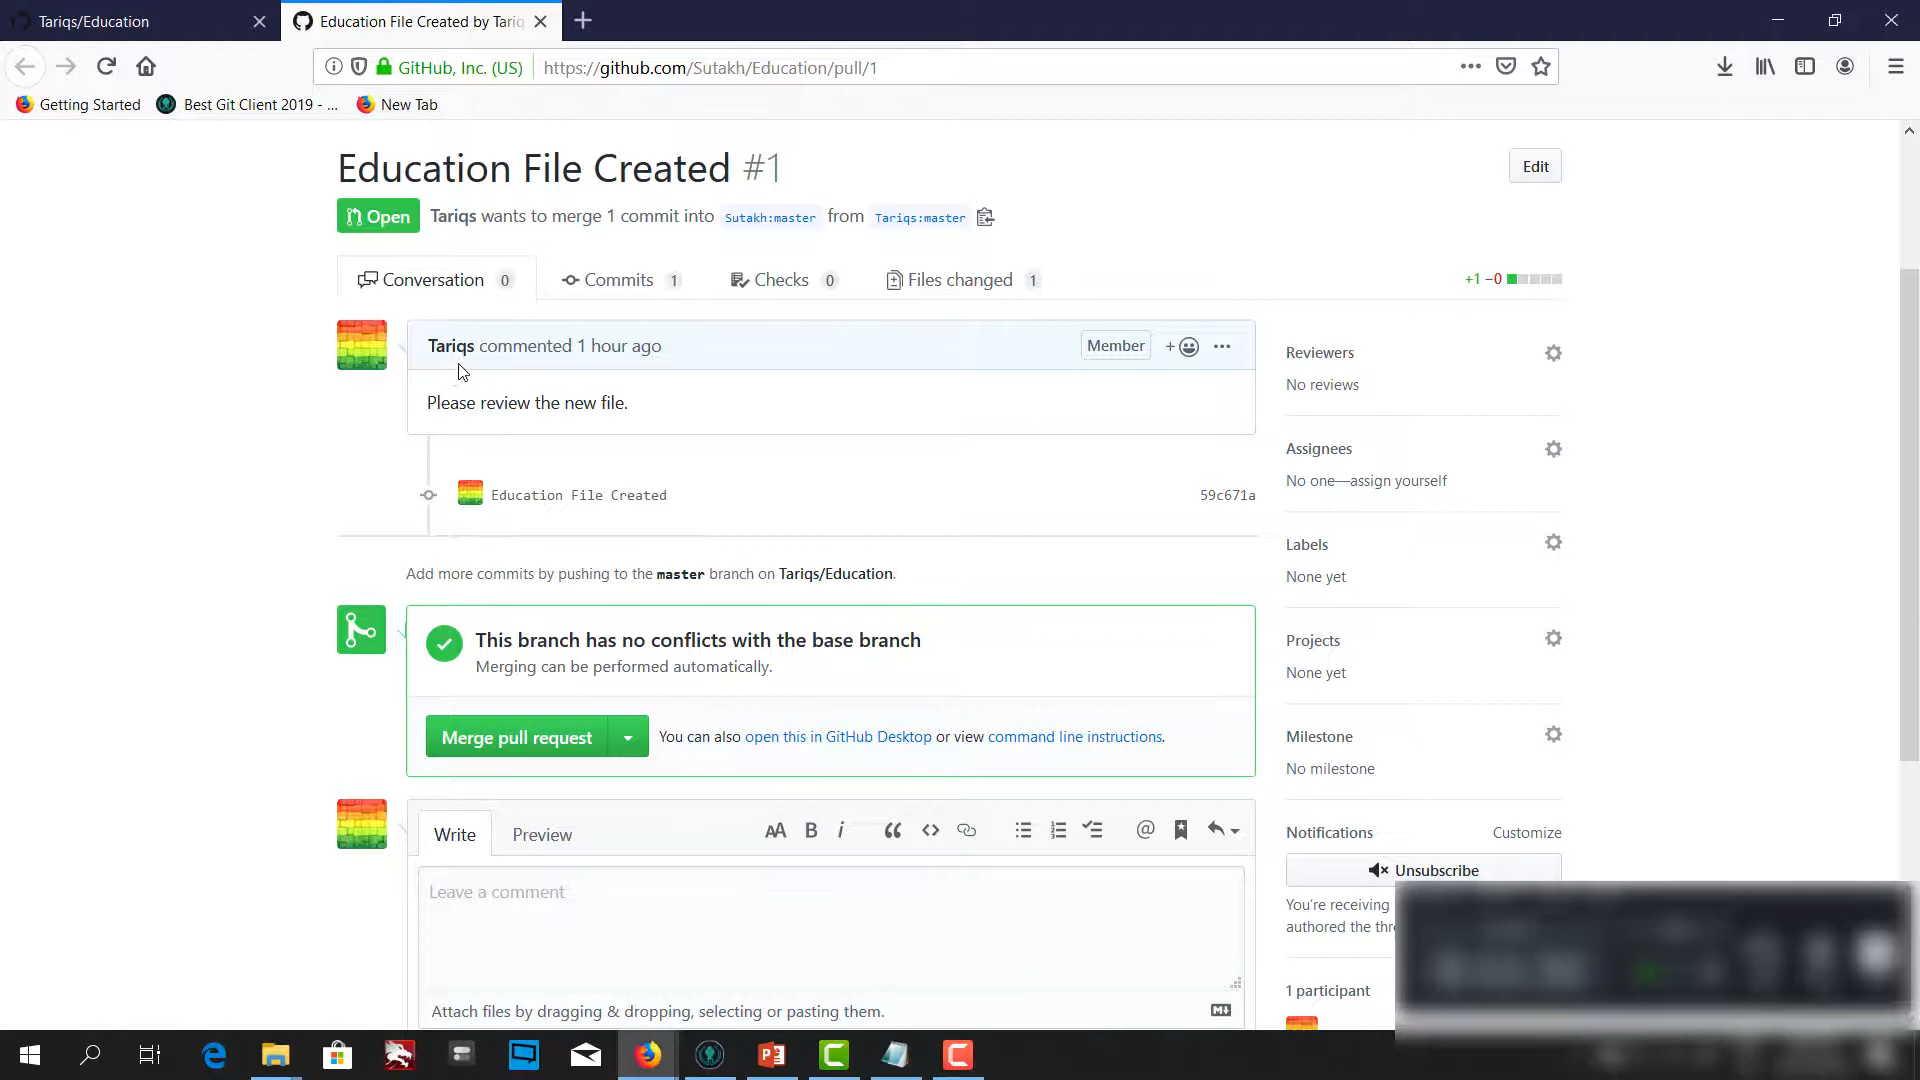 Tariqs/Education
Education File Created by Tariq
GitHub, Inc. (US)
https://github.com/Sutakh/Education/pull/1
Getting Started
Best Git Client 2019 - ...
New Tab
Education File Created #1
Edit
Open
Tariqs wants to merge 1 commit into Sutakh:master from Tariqs:master
Conversation 0
Commits 1
Checks 0
Files changed 1
+1 −0
Tariqs commented 1 hour ago
Member
Please review the new file.
Education File Created
59c671a
Add more commits by pushing to the master branch on Tariqs/Education.
This branch has no conflicts with the base branch
Merging can be performed automatically.
Merge pull request
You can also open this in GitHub Desktop or view command line instructions.
Write
Preview
Leave a comment
Attach files by dragging & dropping, selecting or pasting them.
Reviewers
No reviews
Assignees
No one—assign yourself
Labels
None yet
Projects
None yet
Milestone
No milestone
Notifications
Customize
Unsubscribe
You're receiving
authored the thr
1 participant